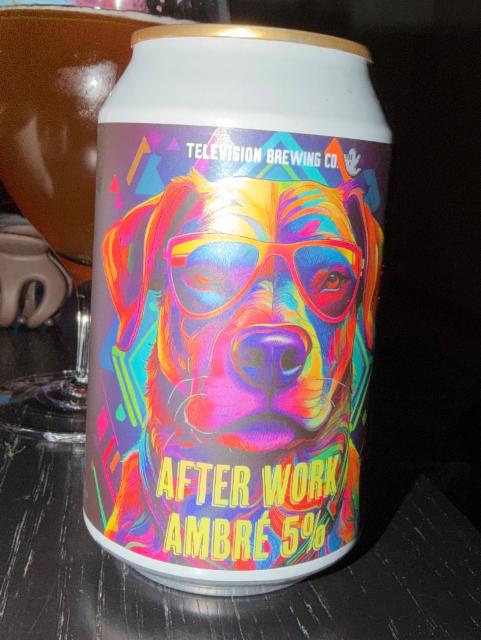 TELEVISION BREWING CO.
AFTER WORK
AMBRÉ 5%